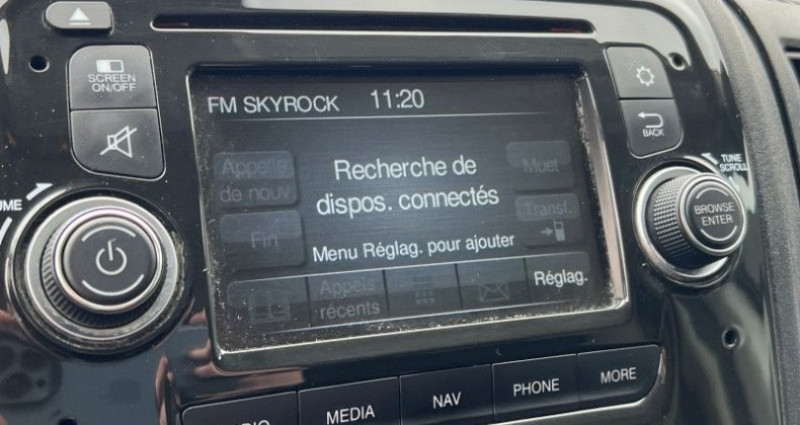 SCREEN
ON/OFF
BACK
FM SKYROCK 11:20
Appels
de nouv
Recherche de
dispos. connectés
Muet
Transf.
Fin
Menu Réglag. pour ajouter
Appels
récents
Réglag.
TUNE
SCROLL
BROWSE
ENTER
MEDIA
NAV
PHONE
MORE